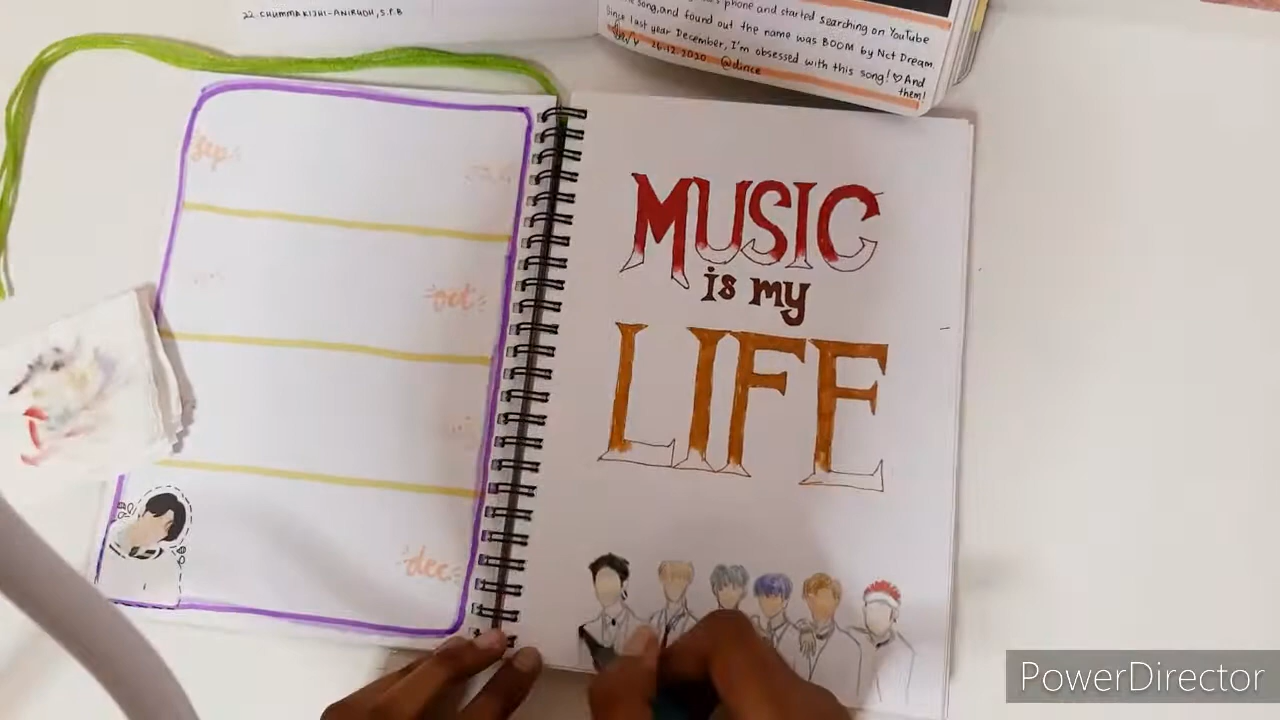 22. CHUMMA KIZHI-ANIRUDH, S.P.B
phone and started searching on YouTube
song, and found out the name was BOOM by Nct Dream.
Since last year December, I'm obsessed with this song! ♡ And
them!
26.12.2020 @dince
sep
oct
dec
MUSIC
is my
LIFE
PowerDirector